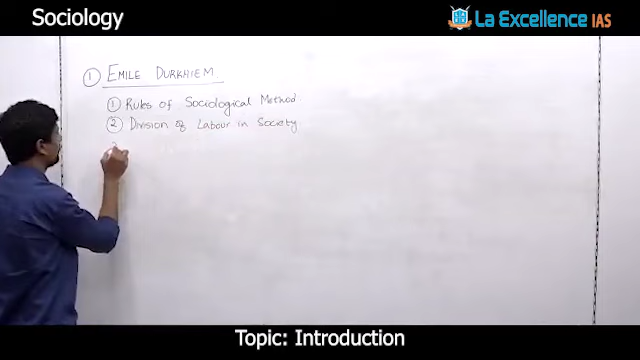 Sociology
La Excellence IAS
① EMILE DURKHIEM
① Rules of Sociological Method
② Division of Labour in Society
Topic: Introduction